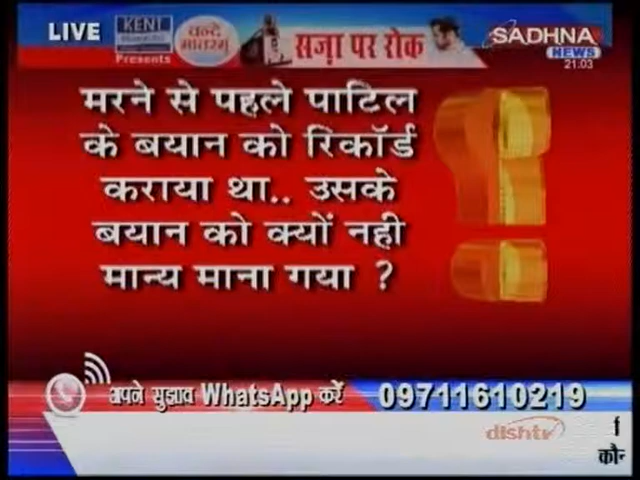 LIVE
KENT
Presents
वन्दे
मातरम्
सज़ा पर रोक
SADHNA
NEWS
21:03
मरने से पहले पाटिल
के बयान को रिकॉर्ड
कराया था.. उसके
बयान को क्यों नही
मान्य माना गया ?
अपने सुझाव WhatsApp करें
09711610219
dishtv
कौन